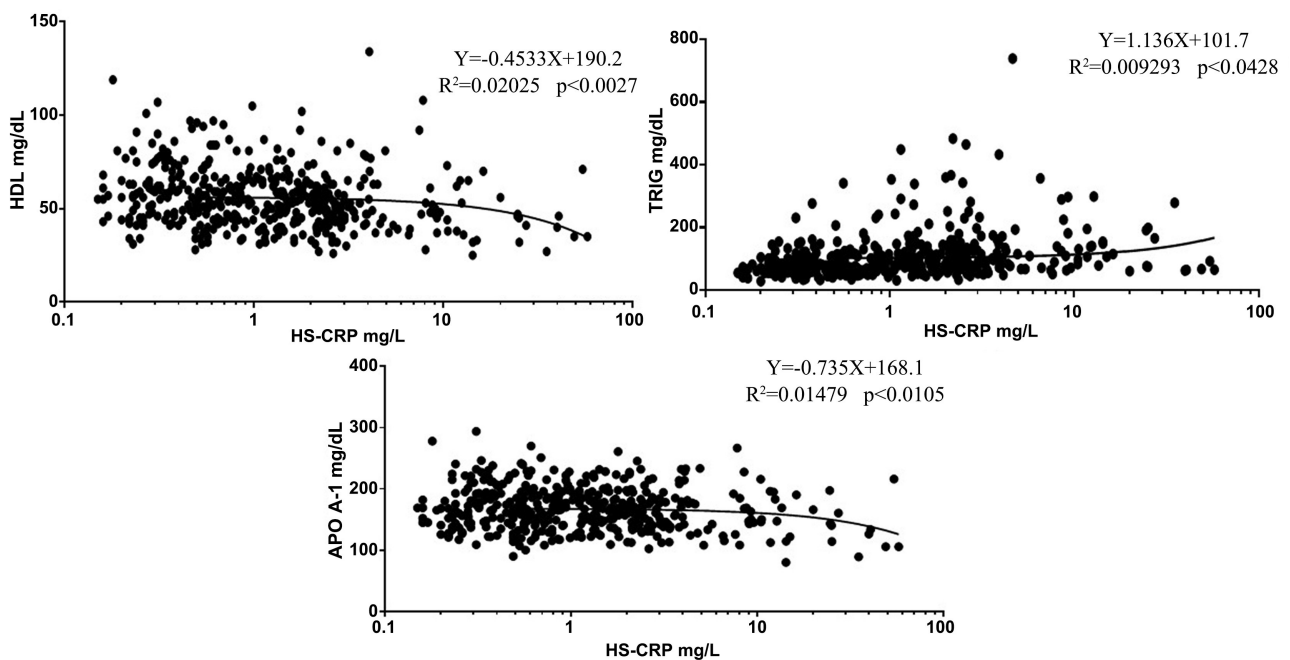 150
100
50
0
HDL mg/dL
Y=-0.4533X+190.2
R²=0.02025 p<0.0027
0.1 1 10 100
HS-CRP mg/L
800
600
400
200
0
TRIG mg/dL
Y=1.136X+101.7
R²=0.009293 p<0.0428
0.1 1 10 100
HS-CRP mg/L
400
300
200
100
0
APO A-1 mg/dL
Y=-0.735X+168.1
R²=0.01479 p<0.0105
0.1 1 10 100
HS-CRP mg/L